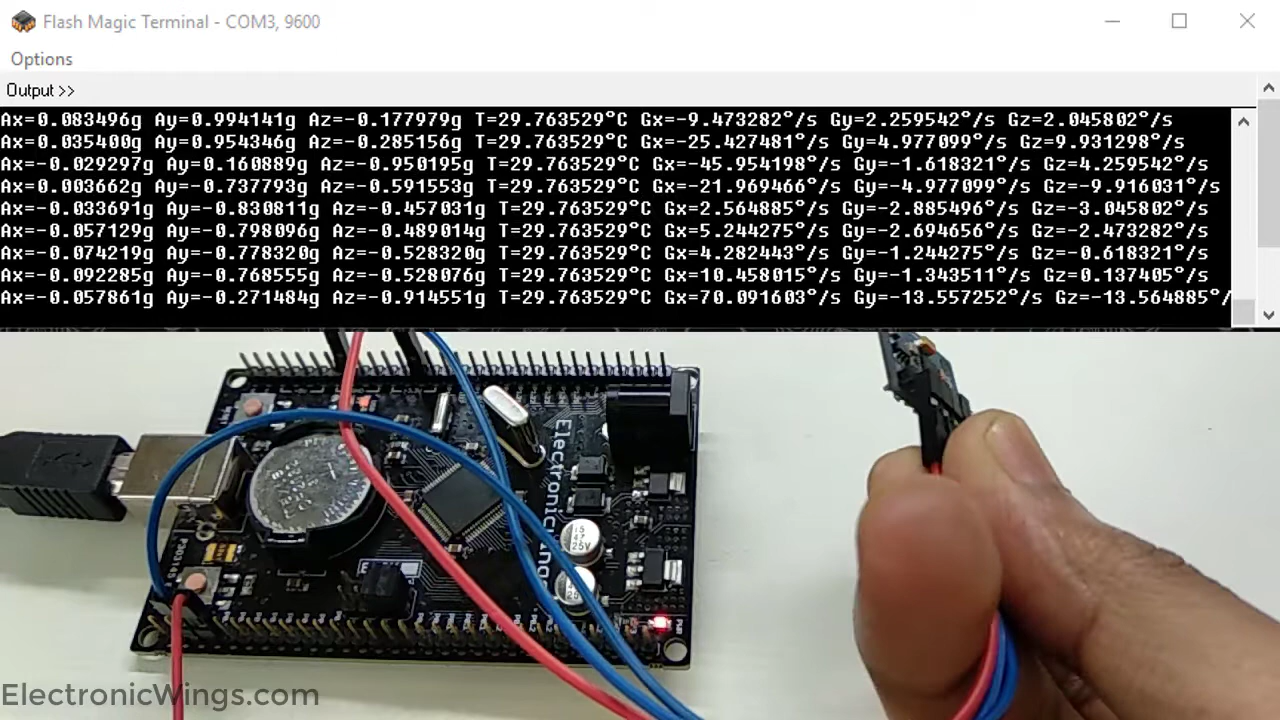 Flash Magic Terminal - COM3, 9600
Options
Output >>
Ax=0.083496g Ay=0.994141g Az=-0.177979g T=29.763529°C Gx=-9.473282°/s Gy=2.259542°/s Gz=2.045802°/s
Ax=0.035400g Ay=0.954346g Az=-0.285156g T=29.763529°C Gx=-25.427481°/s Gy=4.977099°/s Gz=9.931298°/s
Ax=-0.029297g Ay=0.160889g Az=-0.950195g T=29.763529°C Gx=-45.954198°/s Gy=-1.618321°/s Gz=4.259542°/s
Ax=0.003662g Ay=-0.737793g Az=-0.591553g T=29.763529°C Gx=-21.969466°/s Gy=-4.977099°/s Gz=-9.916031°/s
Ax=-0.033691g Ay=-0.830811g Az=-0.457031g T=29.763529°C Gx=2.564885°/s Gy=-2.885496°/s Gz=-3.045802°/s
Ax=-0.057129g Ay=-0.798096g Az=-0.489014g T=29.763529°C Gx=5.244275°/s Gy=-2.694656°/s Gz=-2.473282°/s
Ax=-0.074219g Ay=-0.778320g Az=-0.528320g T=29.763529°C Gx=4.282443°/s Gy=-1.244275°/s Gz=-0.618321°/s
Ax=-0.092285g Ay=-0.768555g Az=-0.528076g T=29.763529°C Gx=10.458015°/s Gy=-1.343511°/s Gz=0.137405°/s
Ax=-0.057861g Ay=-0.271484g Az=-0.914551g T=29.763529°C Gx=70.091603°/s Gy=-13.557252°/s Gz=-13.564885°/
15
47
25V
PWR
ElectronicWings.com